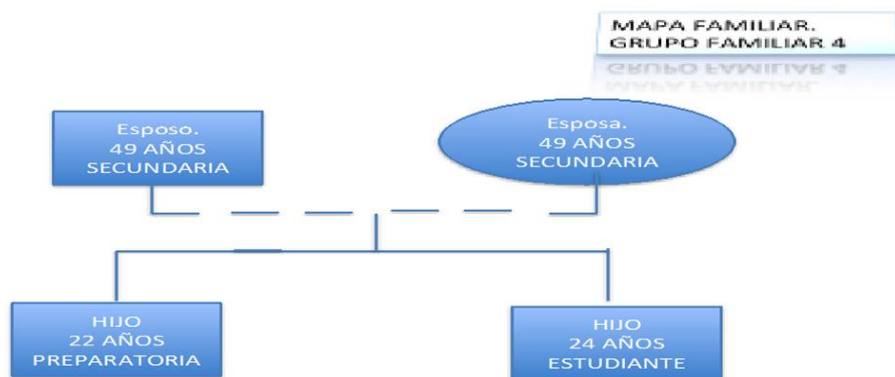 MAPA FAMILIAR.
GRUPO FAMILIAR 4
Esposo.
49 AÑOS
SECUNDARIA
Esposa.
49 AÑOS
SECUNDARIA
HIJO
22 AÑOS
PREPARATORIA
HIJO
24 AÑOS
ESTUDIANTE